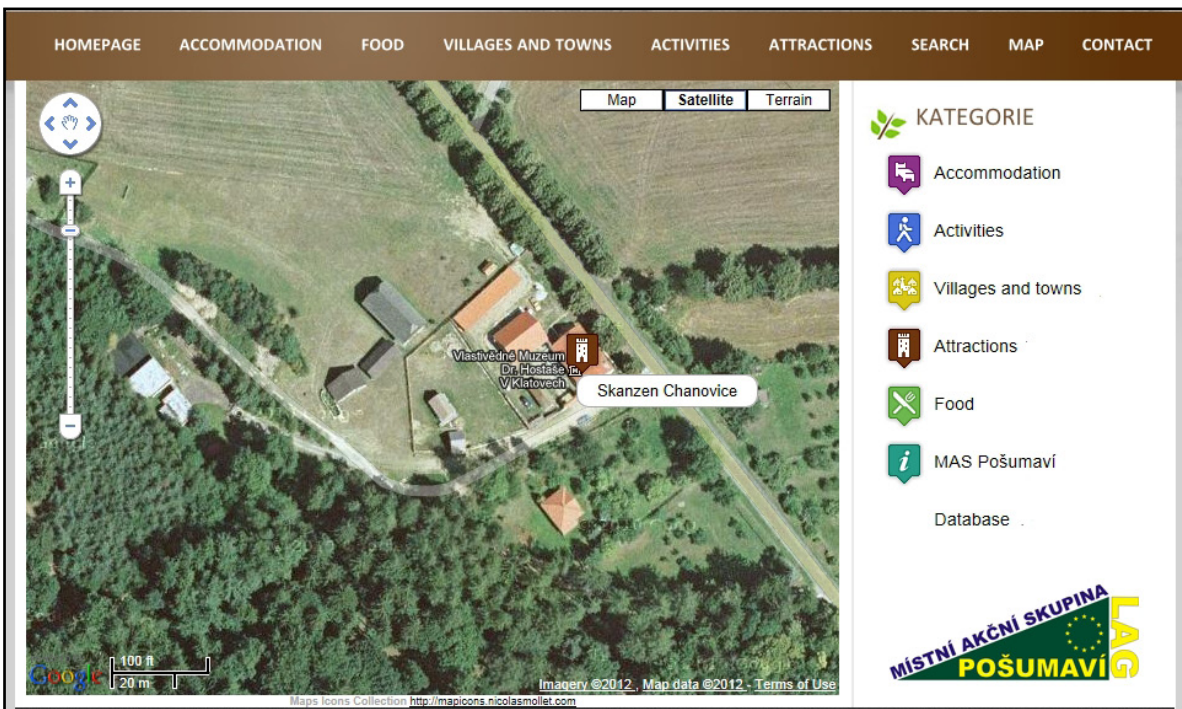 HOMEPAGE ACCOMMODATION FOOD VILLAGES AND TOWNS ACTIVITIES ATTRACTIONS SEARCH MAP CONTACT
Map Satellite Terrain
KATEGORIE
Accommodation
Activities
Villages and towns
Attractions
Food
MAS Pošumaví
Database
Vlastivědné Muzeum
Dr. Hostaše
V Klatovech
Skanzen Chanovice
MÍSTNÍ AKČNÍ SKUPINA
POŠUMAVÍ
LAG
Google
100 ft
20 m
Imagery ©2012 , Map data ©2012 - Terms of Use
Maps Icons Collection http://mapicons.nicolasmollet.com